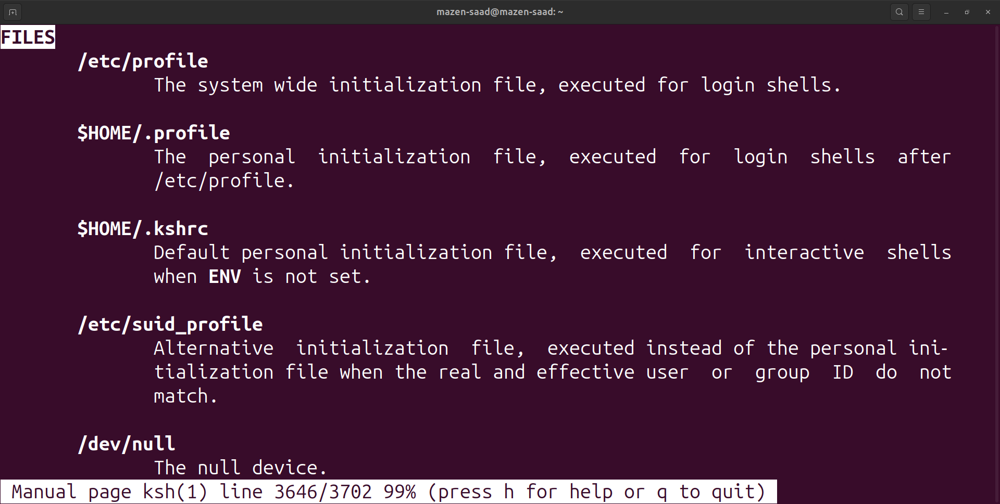 mazen-saad@mazen-saad: ~
FILES
/etc/profile
The system wide initialization file, executed for login shells.
$HOME/.profile
The personal initialization file, executed for login shells after
/etc/profile.
$HOME/.kshrc
Default personal initialization file, executed for interactive shells
when ENV is not set.
/etc/suid_profile
Alternative initialization file, executed instead of the personal ini-
tialization file when the real and effective user or group ID do not
match.
/dev/null
The null device.
Manual page ksh(1) line 3646/3702 99% (press h for help or q to quit)